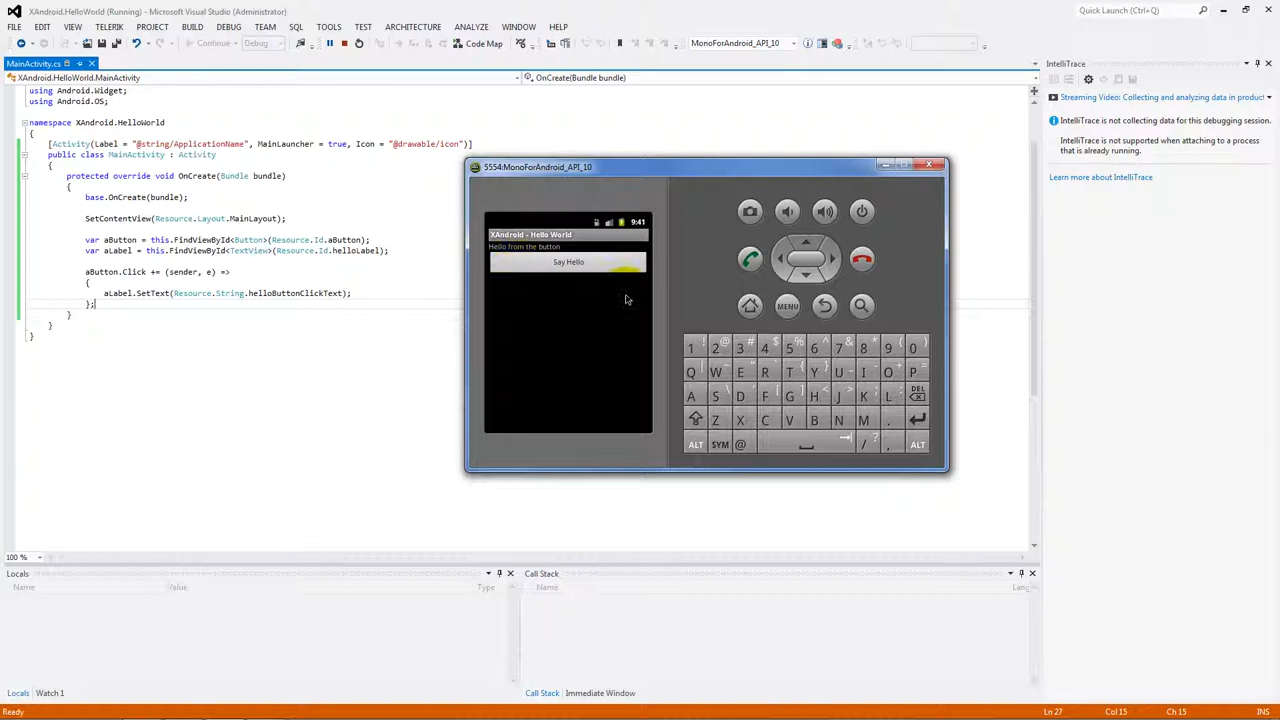 XAndroid.HelloWorld (Running) - Microsoft Visual Studio (Administrator)
Quick Launch (Ctrl+Q)
FILE EDIT VIEW TELERIK PROJECT BUILD DEBUG TEAM SQL TOOLS TEST ARCHITECTURE ANALYZE WINDOW HELP
Continue Debug Code Map MonoForAndroid_API_10
MainActivity.cs
IntelliTrace
XAndroid.HelloWorld.MainActivity
OnCreate(Bundle bundle)
using Android.Widget;
using Android.OS;
namespace XAndroid.HelloWorld
{
[Activity(Label = "@string/ApplicationName", MainLauncher = true, Icon = "@drawable/icon")]
public class MainActivity : Activity
{
protected override void OnCreate(Bundle bundle)
{
base.OnCreate(bundle);
SetContentView(Resource.Layout.MainLayout);
var aButton = this.FindViewById<Button>(Resource.Id.aButton);
var aLabel = this.FindViewById<TextView>(Resource.Id.helloLabel);
aButton.Click += (sender, e) =>
{
aLabel.SetText(Resource.String.helloButtonClickText);
};
}
}
}
Streaming Video: Collecting and analyzing data in product
IntelliTrace is not collecting data for this debugging session.
IntelliTrace is not supported when attaching to a process
that is already running.
Learn more about IntelliTrace
5554:MonoForAndroid_API_10
9:41
XAndroid - Hello World
Hello from the button
Say Hello
MENU
1 ! 2 @ 3 # 4 $ 5 % 6 ^ 7 & 8 * 9 ( 0 )
Q | W ~ E " R ` T { Y } U _ I - O + P =
A S \ D ' F [ G ] H < J > K ; L : DEL
Z X C V B N M .
ALT SYM @ / ? , ALT
100 %
Locals
Name Value Type
Call Stack
Name Lang
Locals Watch 1
Call Stack Immediate Window
Ready
Ln 27 Col 15 Ch 15 INS